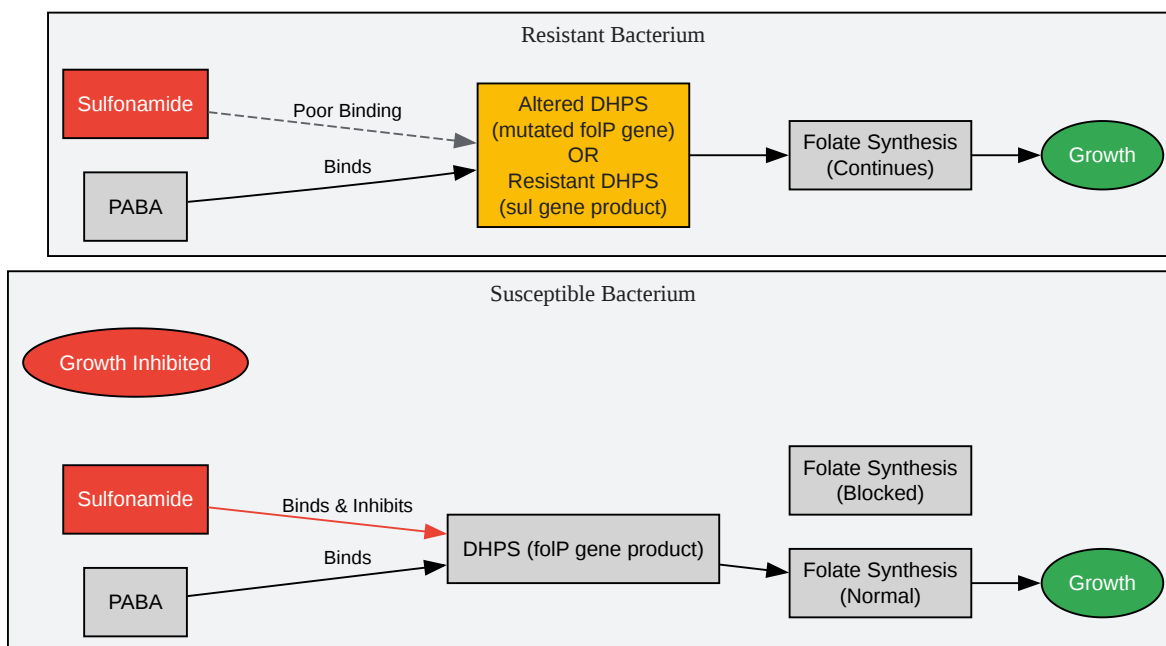 Resistant Bacterium
Sulfonamide
Poor Binding
Binds
PABA
Altered DHPS
(mutated folP gene)
OR
Resistant DHPS
(sul gene product)
Folate Synthesis
(Continues)
Growth
Susceptible Bacterium
Growth Inhibited
Sulfonamide
Binds & Inhibits
Binds
PABA
DHPS (folP gene product)
Folate Synthesis
(Blocked)
Folate Synthesis
(Normal)
Growth